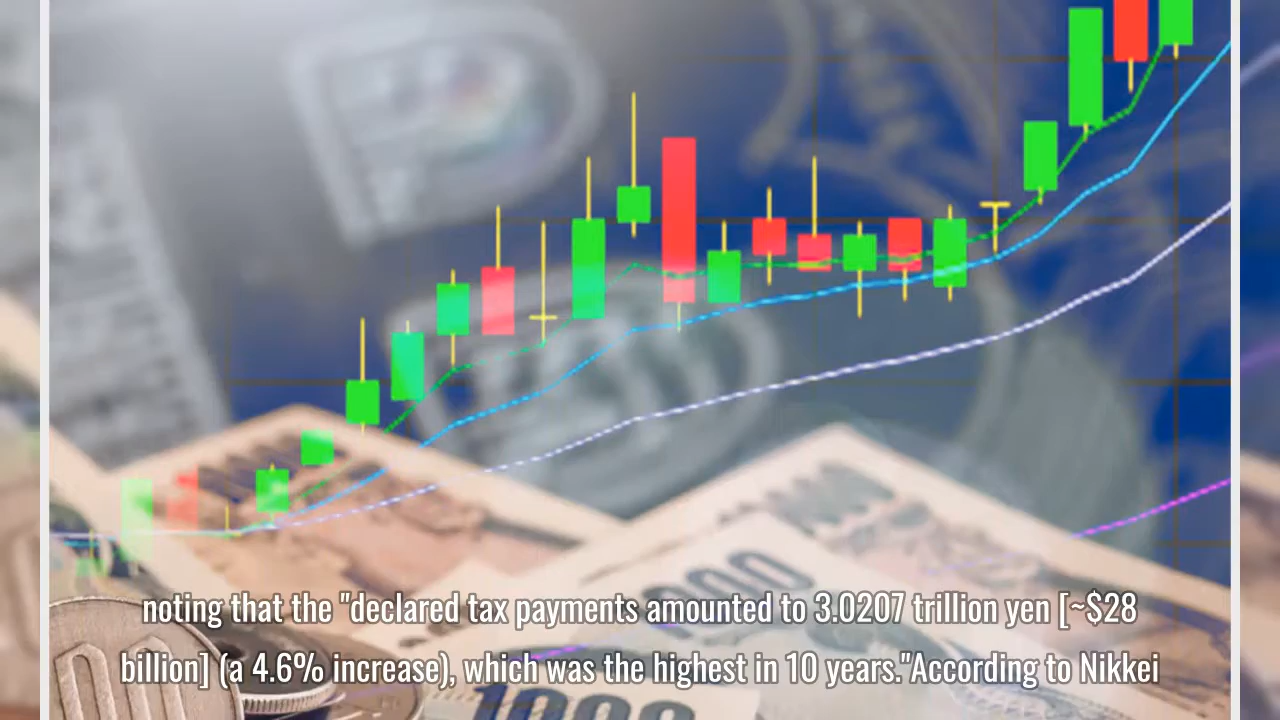 noting that the "declared tax payments amounted to 3.0207 trillion yen [~$28
billion] (a 4.6% increase), which was the highest in 10 years."According to Nikkei